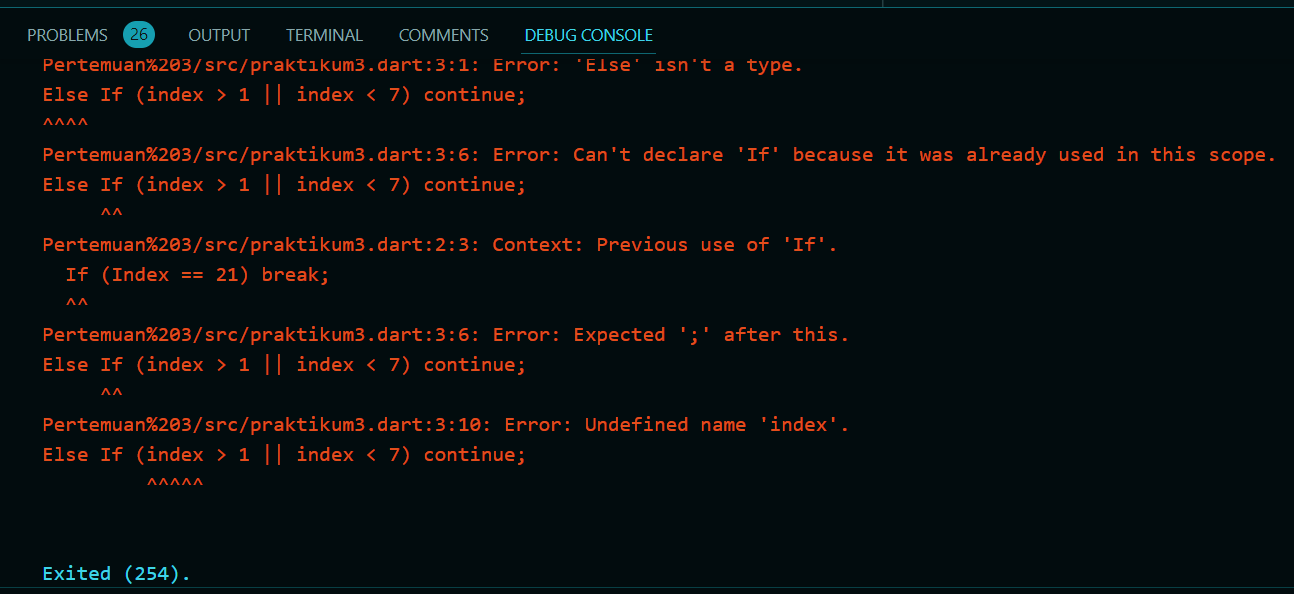 PROBLEMS 26 OUTPUT TERMINAL COMMENTS DEBUG CONSOLE
Pertemuan%203/src/praktikum3.dart:3:1: Error: 'Else' isn't a type.
Else If (index > 1 || index < 7) continue;
^^^^
Pertemuan%203/src/praktikum3.dart:3:6: Error: Can't declare 'If' because it was already used in this scope.
Else If (index > 1 || index < 7) continue;
     ^^
Pertemuan%203/src/praktikum3.dart:2:3: Context: Previous use of 'If'.
  If (Index == 21) break;
  ^^
Pertemuan%203/src/praktikum3.dart:3:6: Error: Expected ';' after this.
Else If (index > 1 || index < 7) continue;
     ^^
Pertemuan%203/src/praktikum3.dart:3:10: Error: Undefined name 'index'.
Else If (index > 1 || index < 7) continue;
         ^^^^^
Exited (254).